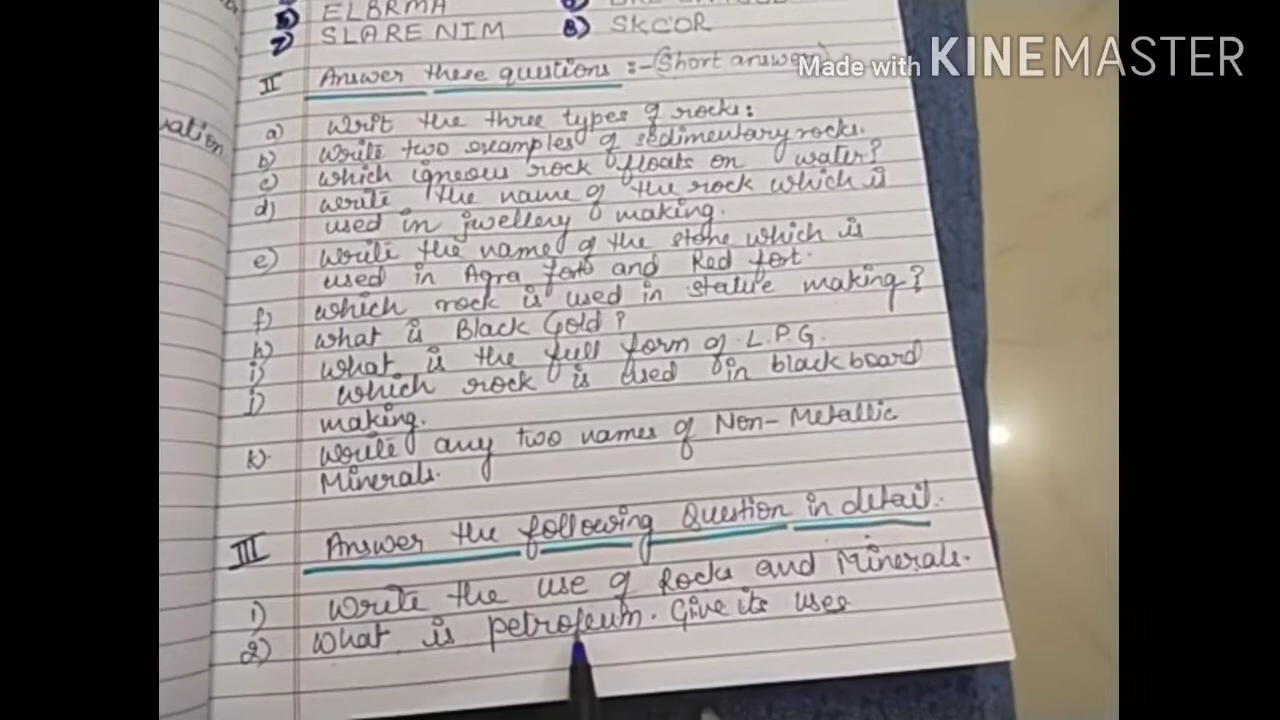 5) ELBRMA
7) SLARE NIM 8) SKCOR
Made with KINEMASTER
II Answer these questions :- (Short answer)
a) Writ the three types of rocks:
b) Write two examples of sedimentary rocks.
c) which igneous rock floats on water?
d) write the name of the rock which is
used in jwellery making.
e) write the name of the stone which is
used in Agra fort and Red fort.
f) which rock is used in statue making?
h) what is Black Gold?
i) what is the full form of L.P.G.
j) which rock is used in blackboard
making.
k) write any two names of Non-Metallic
Minerals.
III Answer the following Question in detail.
1) Write the use of Rocks and Minerals.
2) What is petroleum. Give its uses